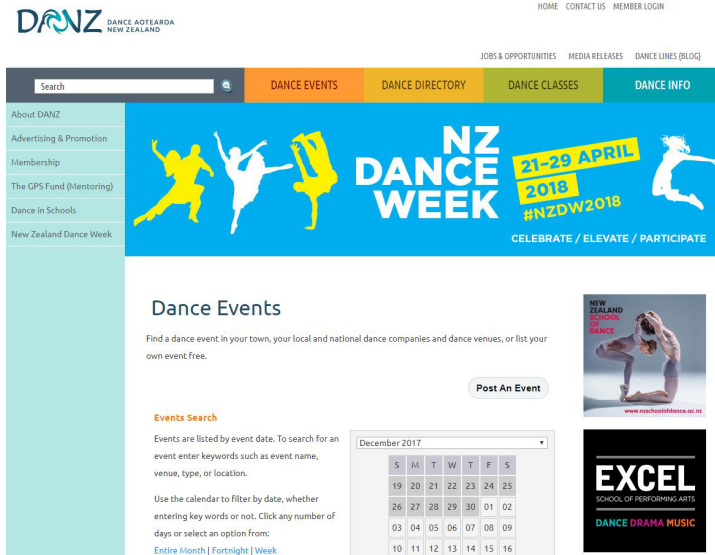 DANZ DANCE AOTEAROA
NEW ZEALAND
HOME CONTACT US MEMBER LOGIN
JOBS & OPPORTUNITIES MEDIA RELEASES DANCE LINES (BLOG)
Search
DANCE EVENTS DANCE DIRECTORY DANCE CLASSES DANCE INFO
About DANZ
Advertising & Promotion
Membership
The GPS Fund (Mentoring)
Dance in Schools
New Zealand Dance Week
NZ
DANCE
WEEK
21-29 APRIL
2018
#NZDW2018
CELEBRATE / ELEVATE / PARTICIPATE
Dance Events
Find a dance event in your town, your local and national dance companies and dance venues, or list your
own event free.
Post An Event
Events Search
Events are listed by event date. To search for an
event enter keywords such as event name,
venue, type, or location.
Use the calendar to filter by date, whether
entering key words or not. Click any number of
days or select an option from:
Entire Month | Fortnight | Week
December 2017
S M T W T F S
19 20 21 22 23 24 25
26 27 28 29 30 01 02
03 04 05 06 07 08 09
10 11 12 13 14 15 16
NEW
ZEALAND
SCHOOL
OF
DANCE
www.nzschoolofdance.ac.nz
EXCEL
SCHOOL OF PERFORMING ARTS
DANCE DRAMA MUSIC